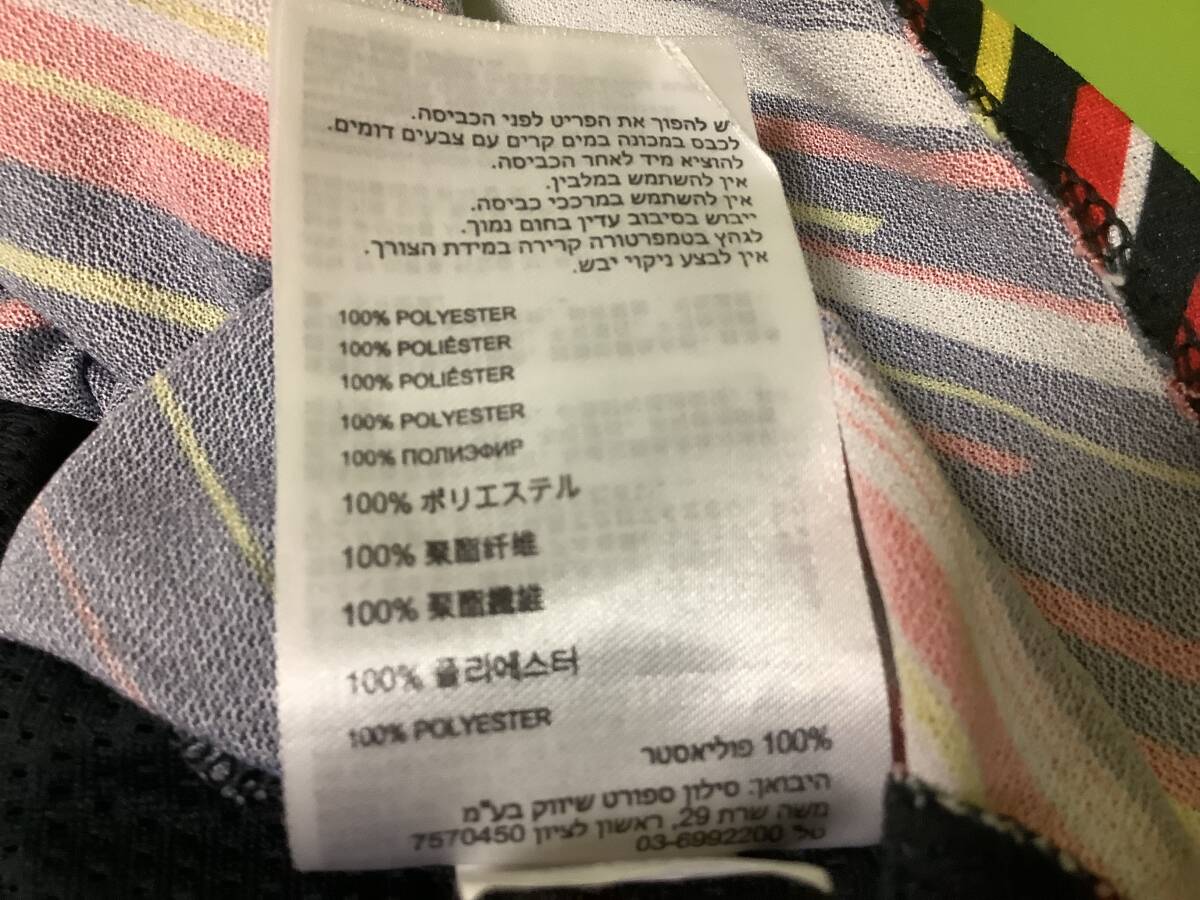 יש להפוך את הפריט לפני הכביסה.
לכבס במכונה במים קרים עם צבעים דומים.
להוציא מיד לאחר הכביסה.
אין להשתמש במלבין.
אין להשתמש במרככי כביסה.
ייבוש בסיבוב עדין בחום נמוך.
לגהץ בטמפרטורה קרירה במידת הצורך.
אין לבצע ניקוי יבש.
100% POLYESTER
100% POLIÉSTER
100% POLIÉSTER
100% POLYESTER
100% ПОЛИЭФИР
100% ポリエステル
100% 聚酯纤维
100% 聚酯纖維
100% 폴리에스터
100% POLYESTER
100% פוליאסטר
היבואן: סילון ספורט שיווק בע"מ
משה שרת 29, ראשון לציון 7570450
טל 03-6992200